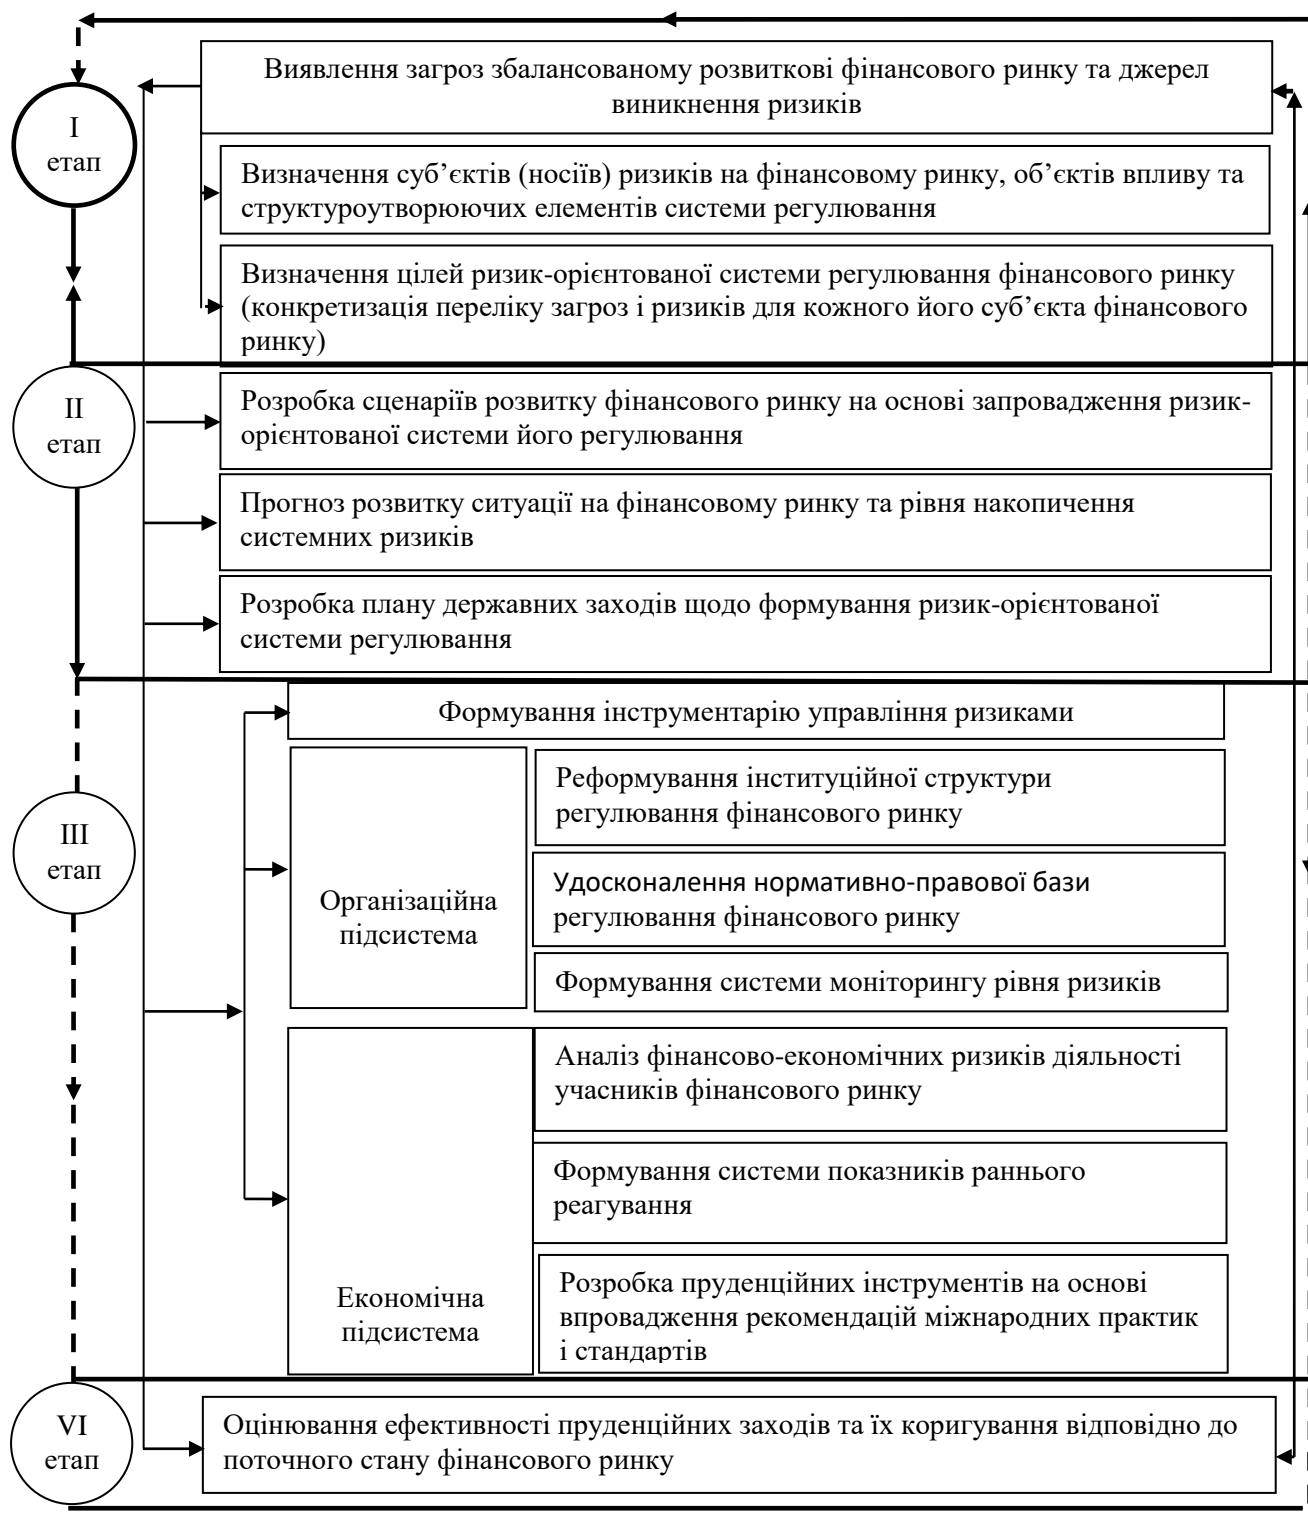 Виявлення загроз збалансованому розвиткові фінансового ринку та джерел
виникнення ризиків
І
етап
Визначення суб’єктів (носіїв) ризиків на фінансовому ринку, об’єктів впливу та
структуроутворюючих елементів системи регулювання
Визначення цілей ризик-орієнтованої системи регулювання фінансового ринку
(конкретизація переліку загроз і ризиків для кожного його суб’єкта фінансового
ринку)
ІІ
етап
Розробка сценаріїв розвитку фінансового ринку на основі запровадження ризик-
орієнтованої системи його регулювання
Прогноз розвитку ситуації на фінансовому ринку та рівня накопичення
системних ризиків
Розробка плану державних заходів щодо формування ризик-орієнтованої
системи регулювання
Формування інструментарію управління ризиками
ІІІ
етап
Організаційна
підсистема
Реформування інституційної структури
регулювання фінансового ринку
Удосконалення нормативно-правової бази
регулювання фінансового ринку
Формування системи моніторингу рівня ризиків
Економічна
підсистема
Аналіз фінансово-економічних ризиків діяльності
учасників фінансового ринку
Формування системи показників раннього
реагування
Розробка пруденційних інструментів на основі
впровадження рекомендацій міжнародних практик
і стандартів
VI
етап
Оцінювання ефективності пруденційних заходів та їх коригування відповідно до
поточного стану фінансового ринку